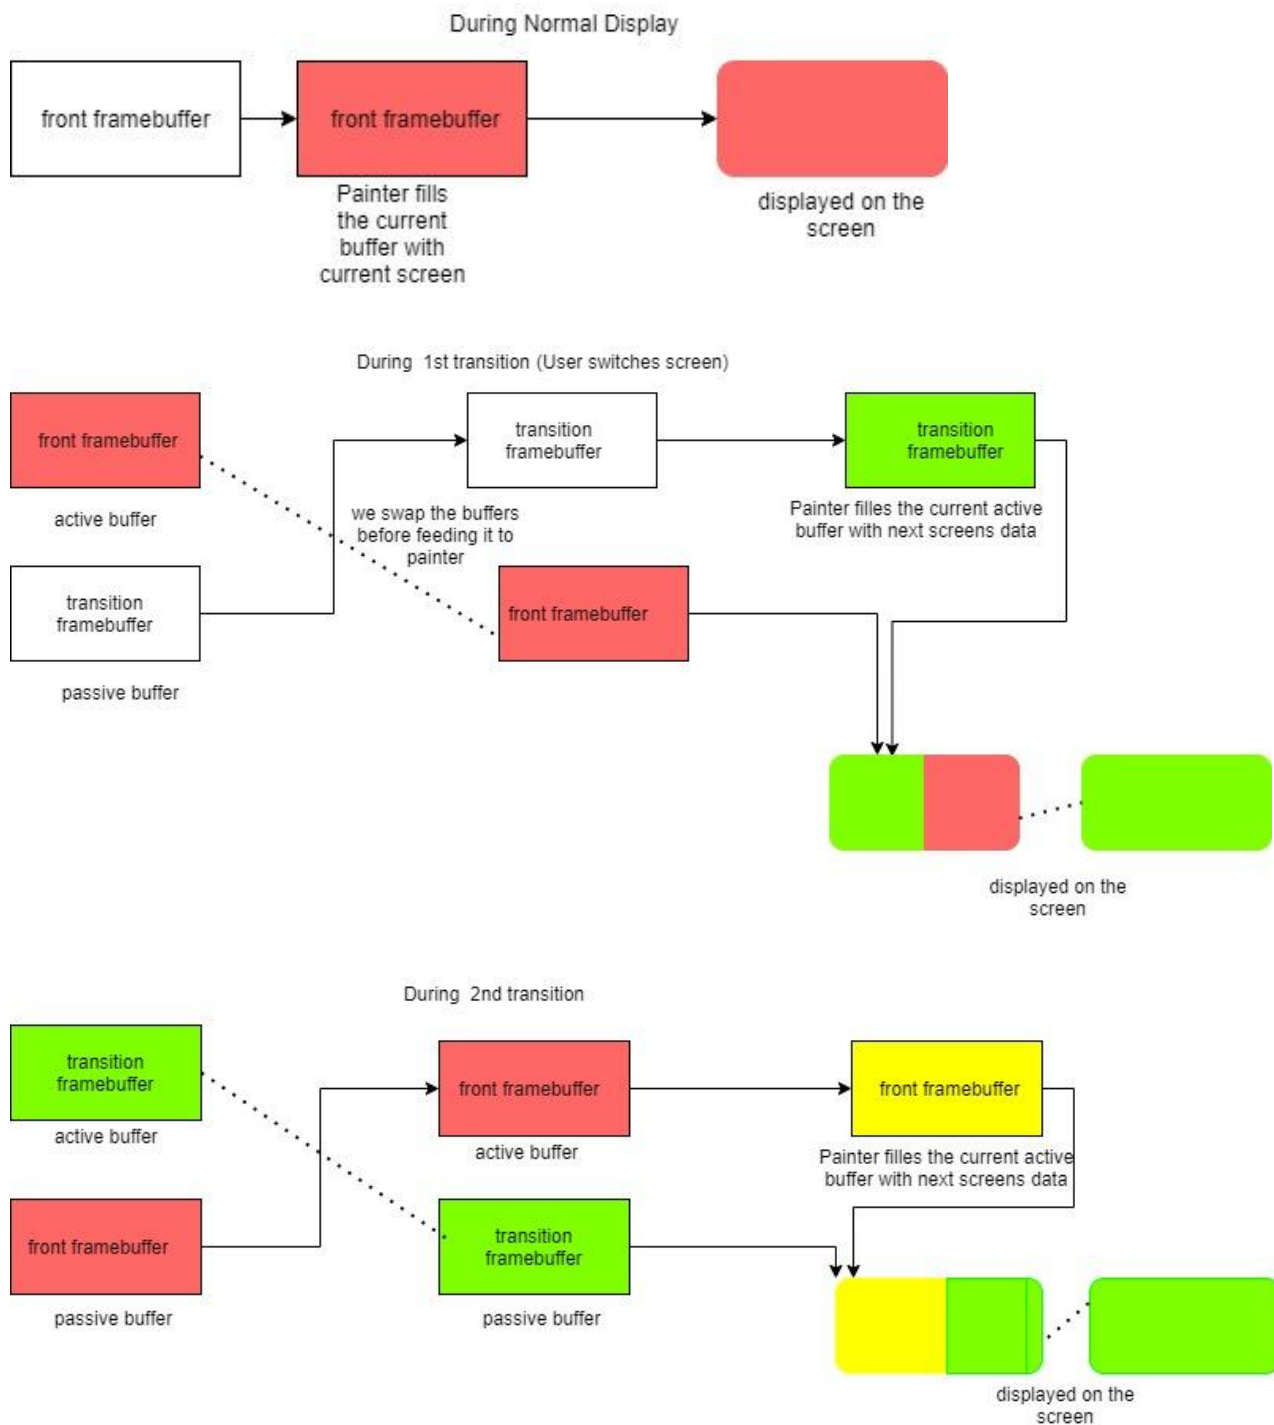 During Normal Display
front framebuffer
front framebuffer
Painter fills
the current
buffer with
current screen
displayed on the
screen
During 1st transition (User switches screen)
front framebuffer
active buffer
transition
framebuffer
passive buffer
transition
framebuffer
we swap the buffers
before feeding it to
painter
front framebuffer
transition
framebuffer
Painter filles the current active
buffer with next screens data
displayed on the
screen
During 2nd transition
transition
framebuffer
active buffer
front framebuffer
passive buffer
front framebuffer
active buffer
transition
framebuffer
passive buffer
front framebuffer
Painter filles the current active
buffer with next screens data
displayed on the
screen